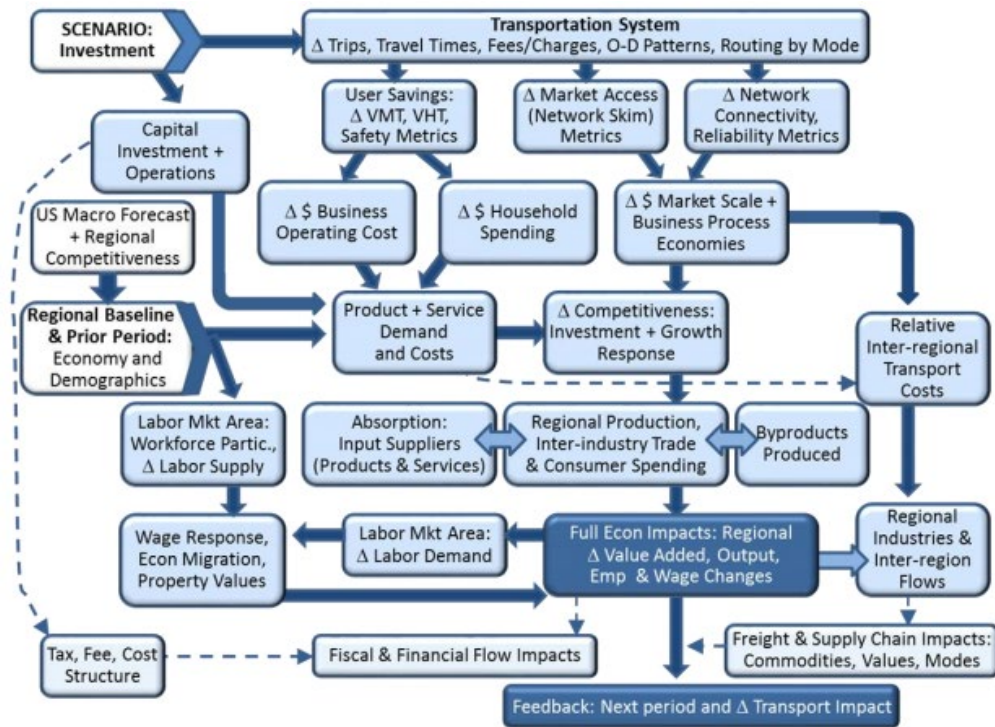 SCENARIO:
Investment
Transportation System
Δ Trips, Travel Times, Fees/Charges, O-D Patterns, Routing by Mode
User Savings:
Δ VMT, VHT,
Safety Metrics
Δ Market Access
(Network Skim)
Metrics
Δ Network
Connectivity,
Reliability Metrics
Capital
Investment +
Operations
US Macro Forecast
+ Regional
Competitiveness
Δ $ Business
Operating Cost
Δ $ Household
Spending
Δ $ Market Scale +
Business Process
Economies
Regional Baseline
& Prior Period:
Economy and
Demographics
Product + Service
Demand
and Costs
Δ Competitiveness:
Investment + Growth
Response
Relative
Inter-regional
Transport
Costs
Labor Mkt Area:
Workforce Partic.,
Δ Labor Supply
Absorption:
Input Suppliers
(Products & Services)
Regional Production,
Inter-industry Trade
& Consumer Spending
Byproducts
Produced
Wage Response,
Econ Migration,
Property Values
Labor Mkt Area:
Δ Labor Demand
Full Econ Impacts: Regional
Δ Value Added, Output,
Emp & Wage Changes
Regional
Industries &
Inter-region
Flows
Tax, Fee, Cost
Structure
Fiscal & Financial Flow Impacts
Freight & Supply Chain Impacts:
Commodities, Values, Modes
Feedback: Next period and Δ Transport Impact